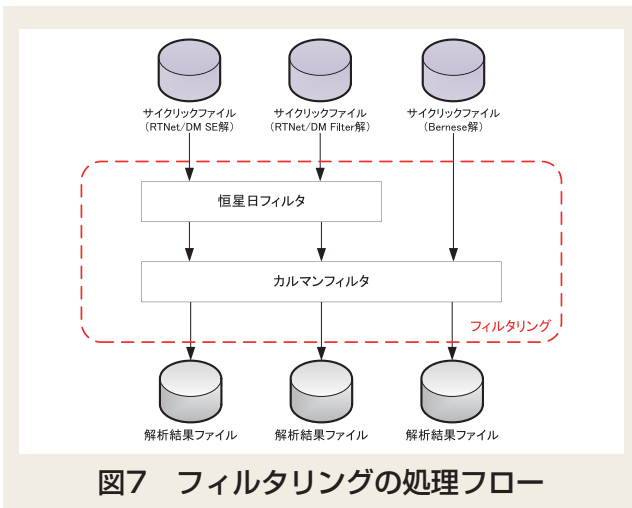 サイクリックファイル
(RTNet/DM SE解)
サイクリックファイル
(RTNet/DM Filter解)
サイクリックファイル
(Bernese解)
恒星日フィルタ
カルマンフィルタ
フィルタリング
解析結果ファイル
解析結果ファイル
解析結果ファイル
図7　フィルタリングの処理フロー